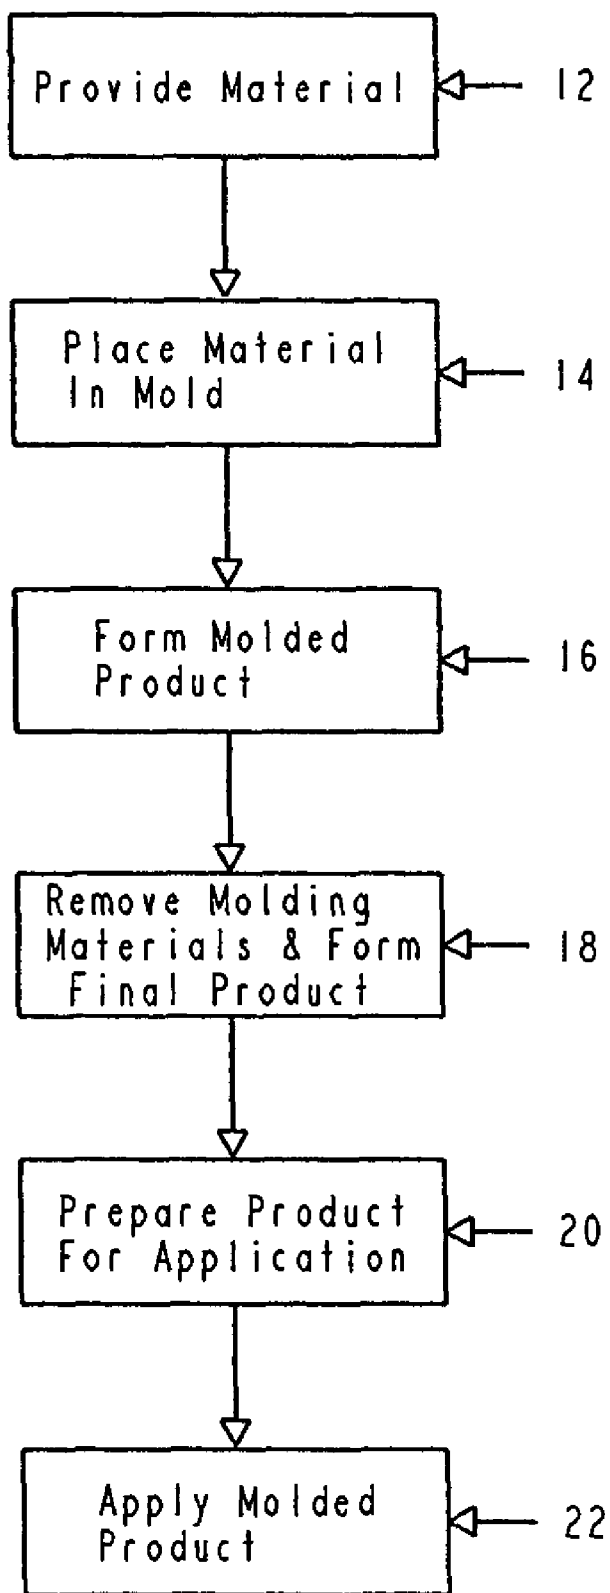 Provide Material
12
Place Material
In Mold
14
Form Molded
Product
16
Remove Molding
Materials & Form
Final Product
18
Prepare Product
For Application
20
Apply Molded
Product
22